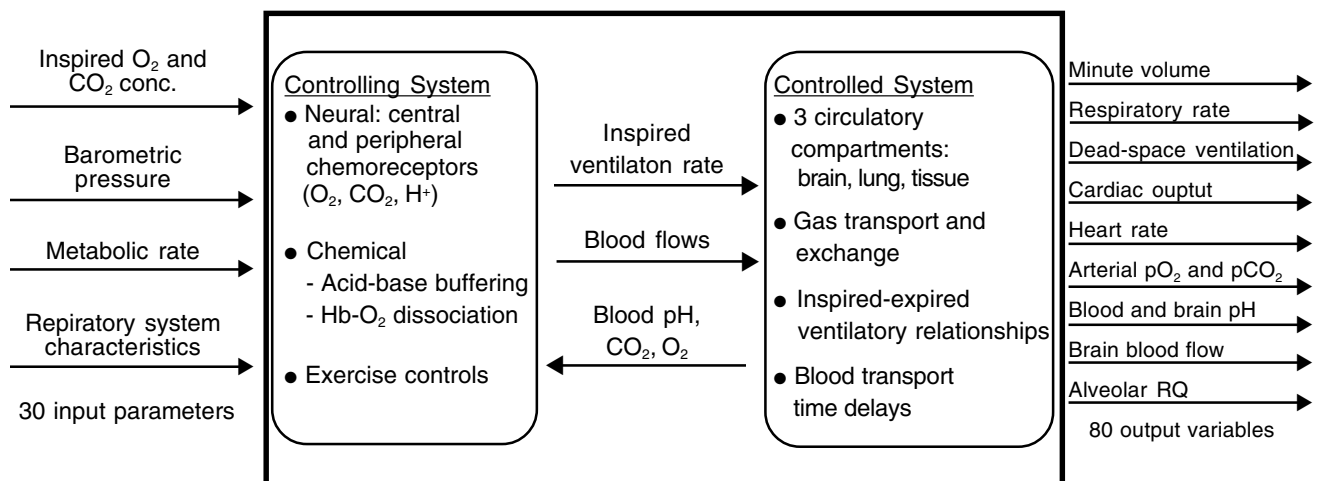 Inspired O₂ and
CO₂ conc.
Barometric
pressure
Metabolic rate
Repiratory system
characteristics
30 input parameters
Controlling System
● Neural: central
and peripheral
chemoreceptors
(O₂, CO₂, H⁺)
● Chemical
- Acid-base buffering
- Hb-O₂ dissociation
● Exercise controls
Inspired
ventilaton rate
Blood flows
Blood pH,
CO₂, O₂
Controlled System
● 3 circulatory
compartments:
brain, lung, tissue
● Gas transport and
exchange
● Inspired-expired
ventilatory relationships
● Blood transport
time delays
Minute volume
Respiratory rate
Dead-space ventilation
Cardiac ouptut
Heart rate
Arterial pO₂ and pCO₂
Blood and brain pH
Brain blood flow
Alveolar RQ
80 output variables